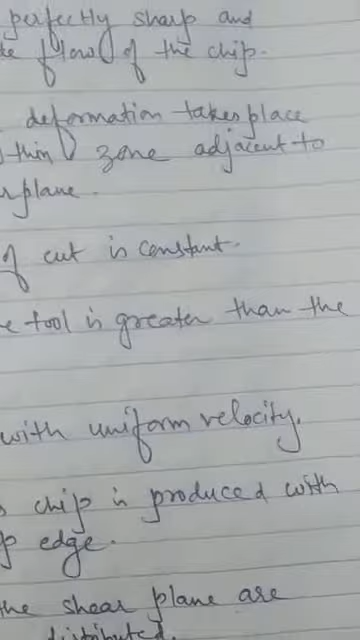 perfectly sharp and
flow of the chip.
deformation takes place
thin zone adjacent to
plane.
of cut is constant.
tool is greater than the
with uniform velocity.
chip is produced with
edge.
the shear plane are
distributed.